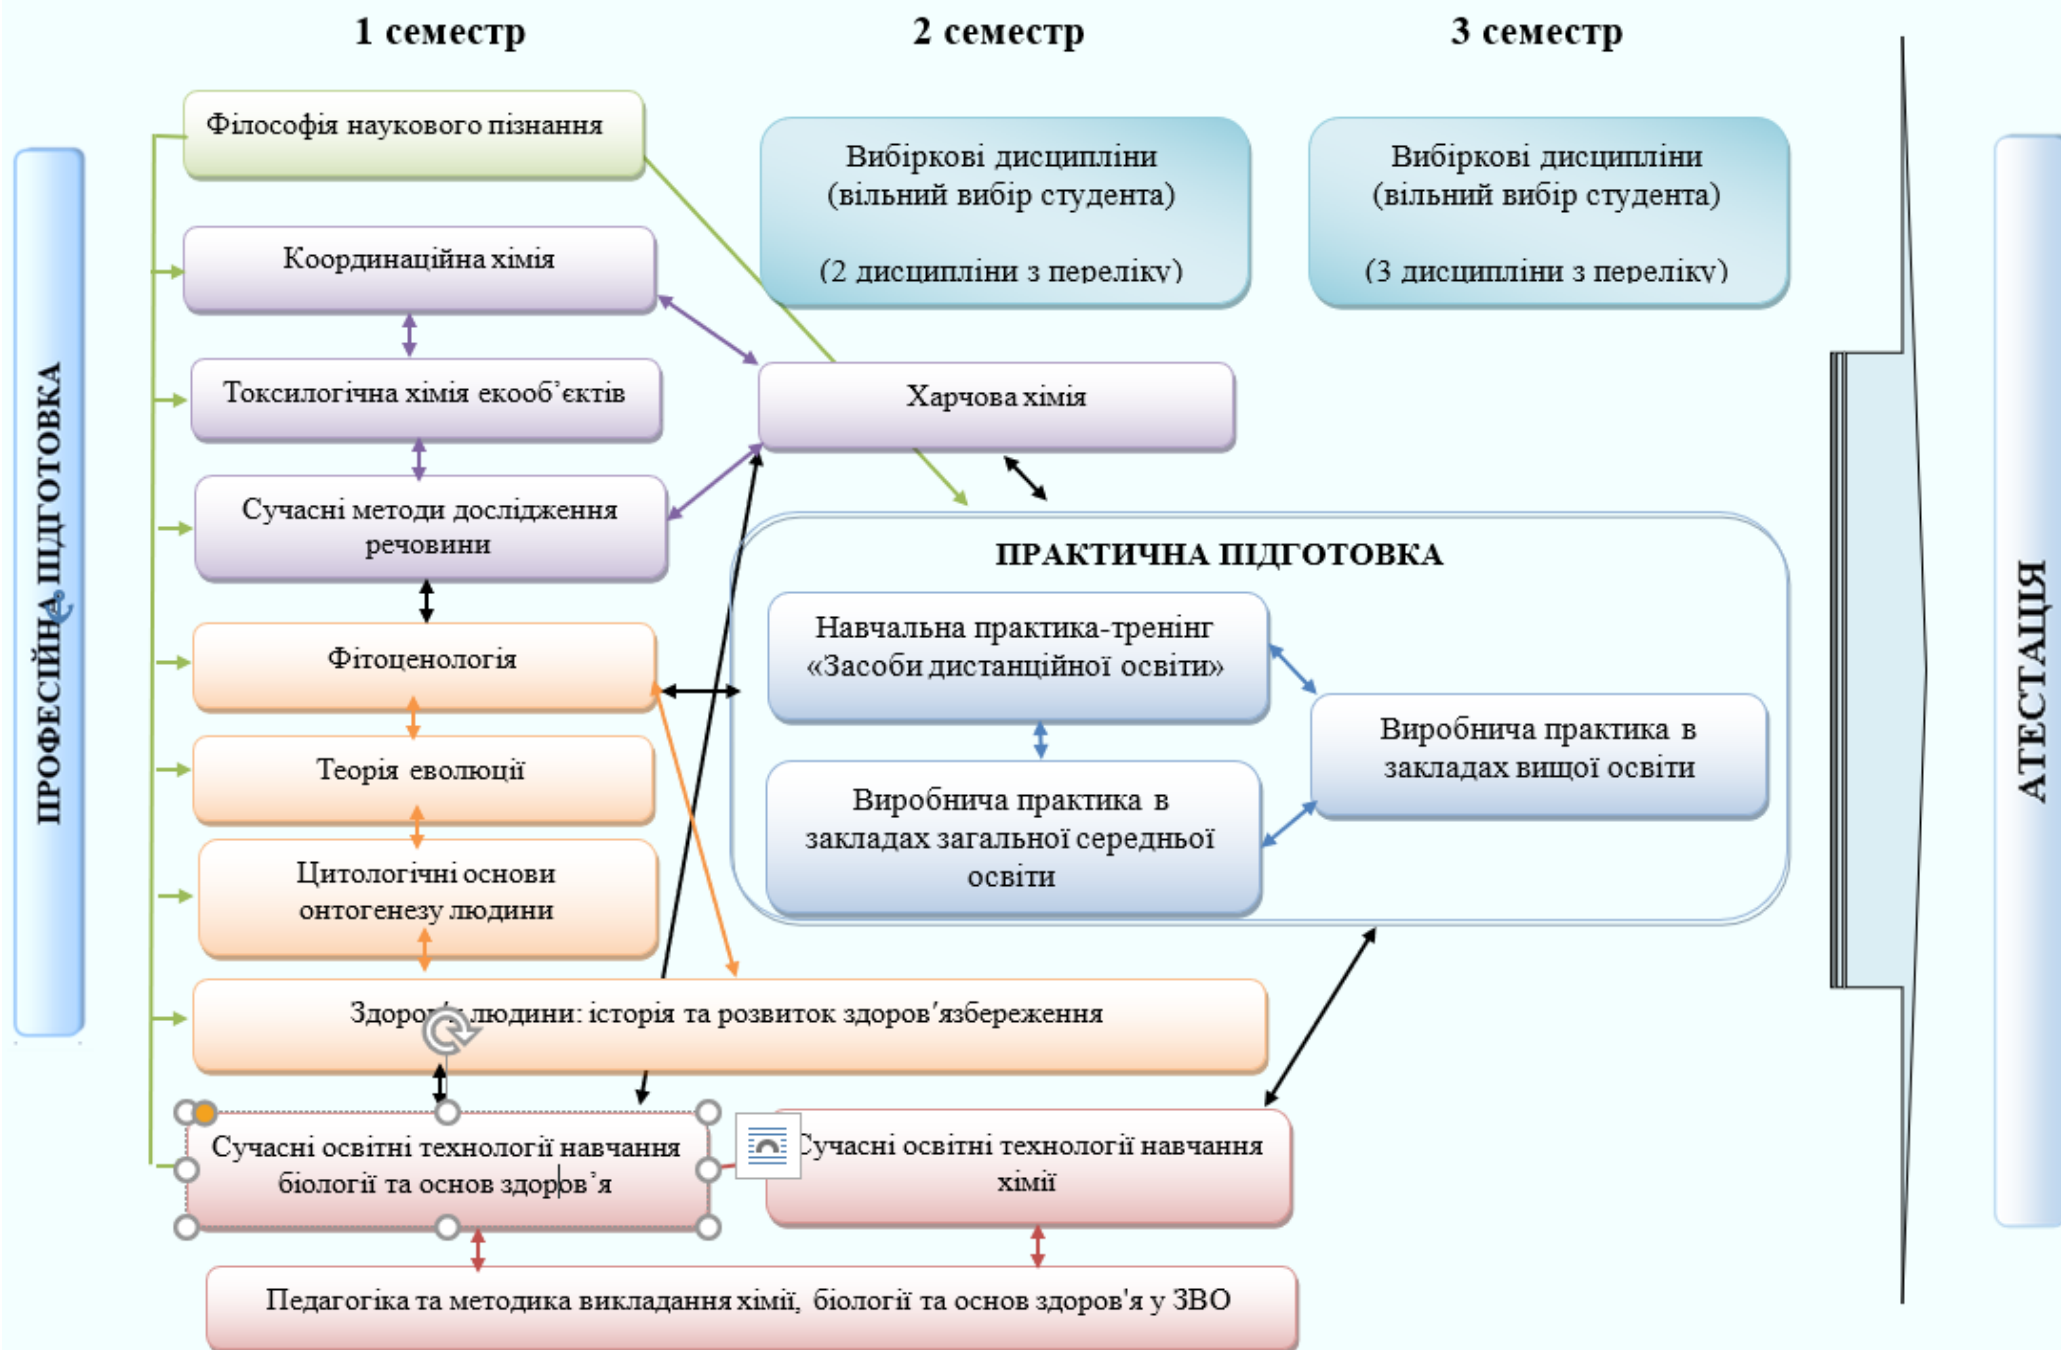 1 семестр
2 семестр
3 семестр
ПРОФЕСІЙНА ПІДГОТОВКА
Філософія наукового пізнання
Координаційна хімія
Токсилогічна хімія екооб’єктів
Сучасні методи дослідження
речовини
Фітоценологія
Теорія еволюції
Цитологічні основи
онтогенезу людини
Здоров’я людини: історія та розвиток здоров’язбереження
Сучасні освітні технології навчання
біології та основ здоров’я
Вибіркові дисципліни
(вільний вибір студента)
(2 дисципліни з переліку)
Вибіркові дисципліни
(вільний вибір студента)
(3 дисципліни з переліку)
Харчова хімія
ПРАКТИЧНА ПІДГОТОВКА
Навчальна практика-тренінг
«Засоби дистанційної освіти»
Виробнича практика в
закладах загальної середньої
освіти
Виробнича практика в
закладах вищої освіти
Сучасні освітні технології навчання
хімії
Педагогіка та методика викладання хімії, біології та основ здоров'я у ЗВО
АТЕСТАЦІЯ